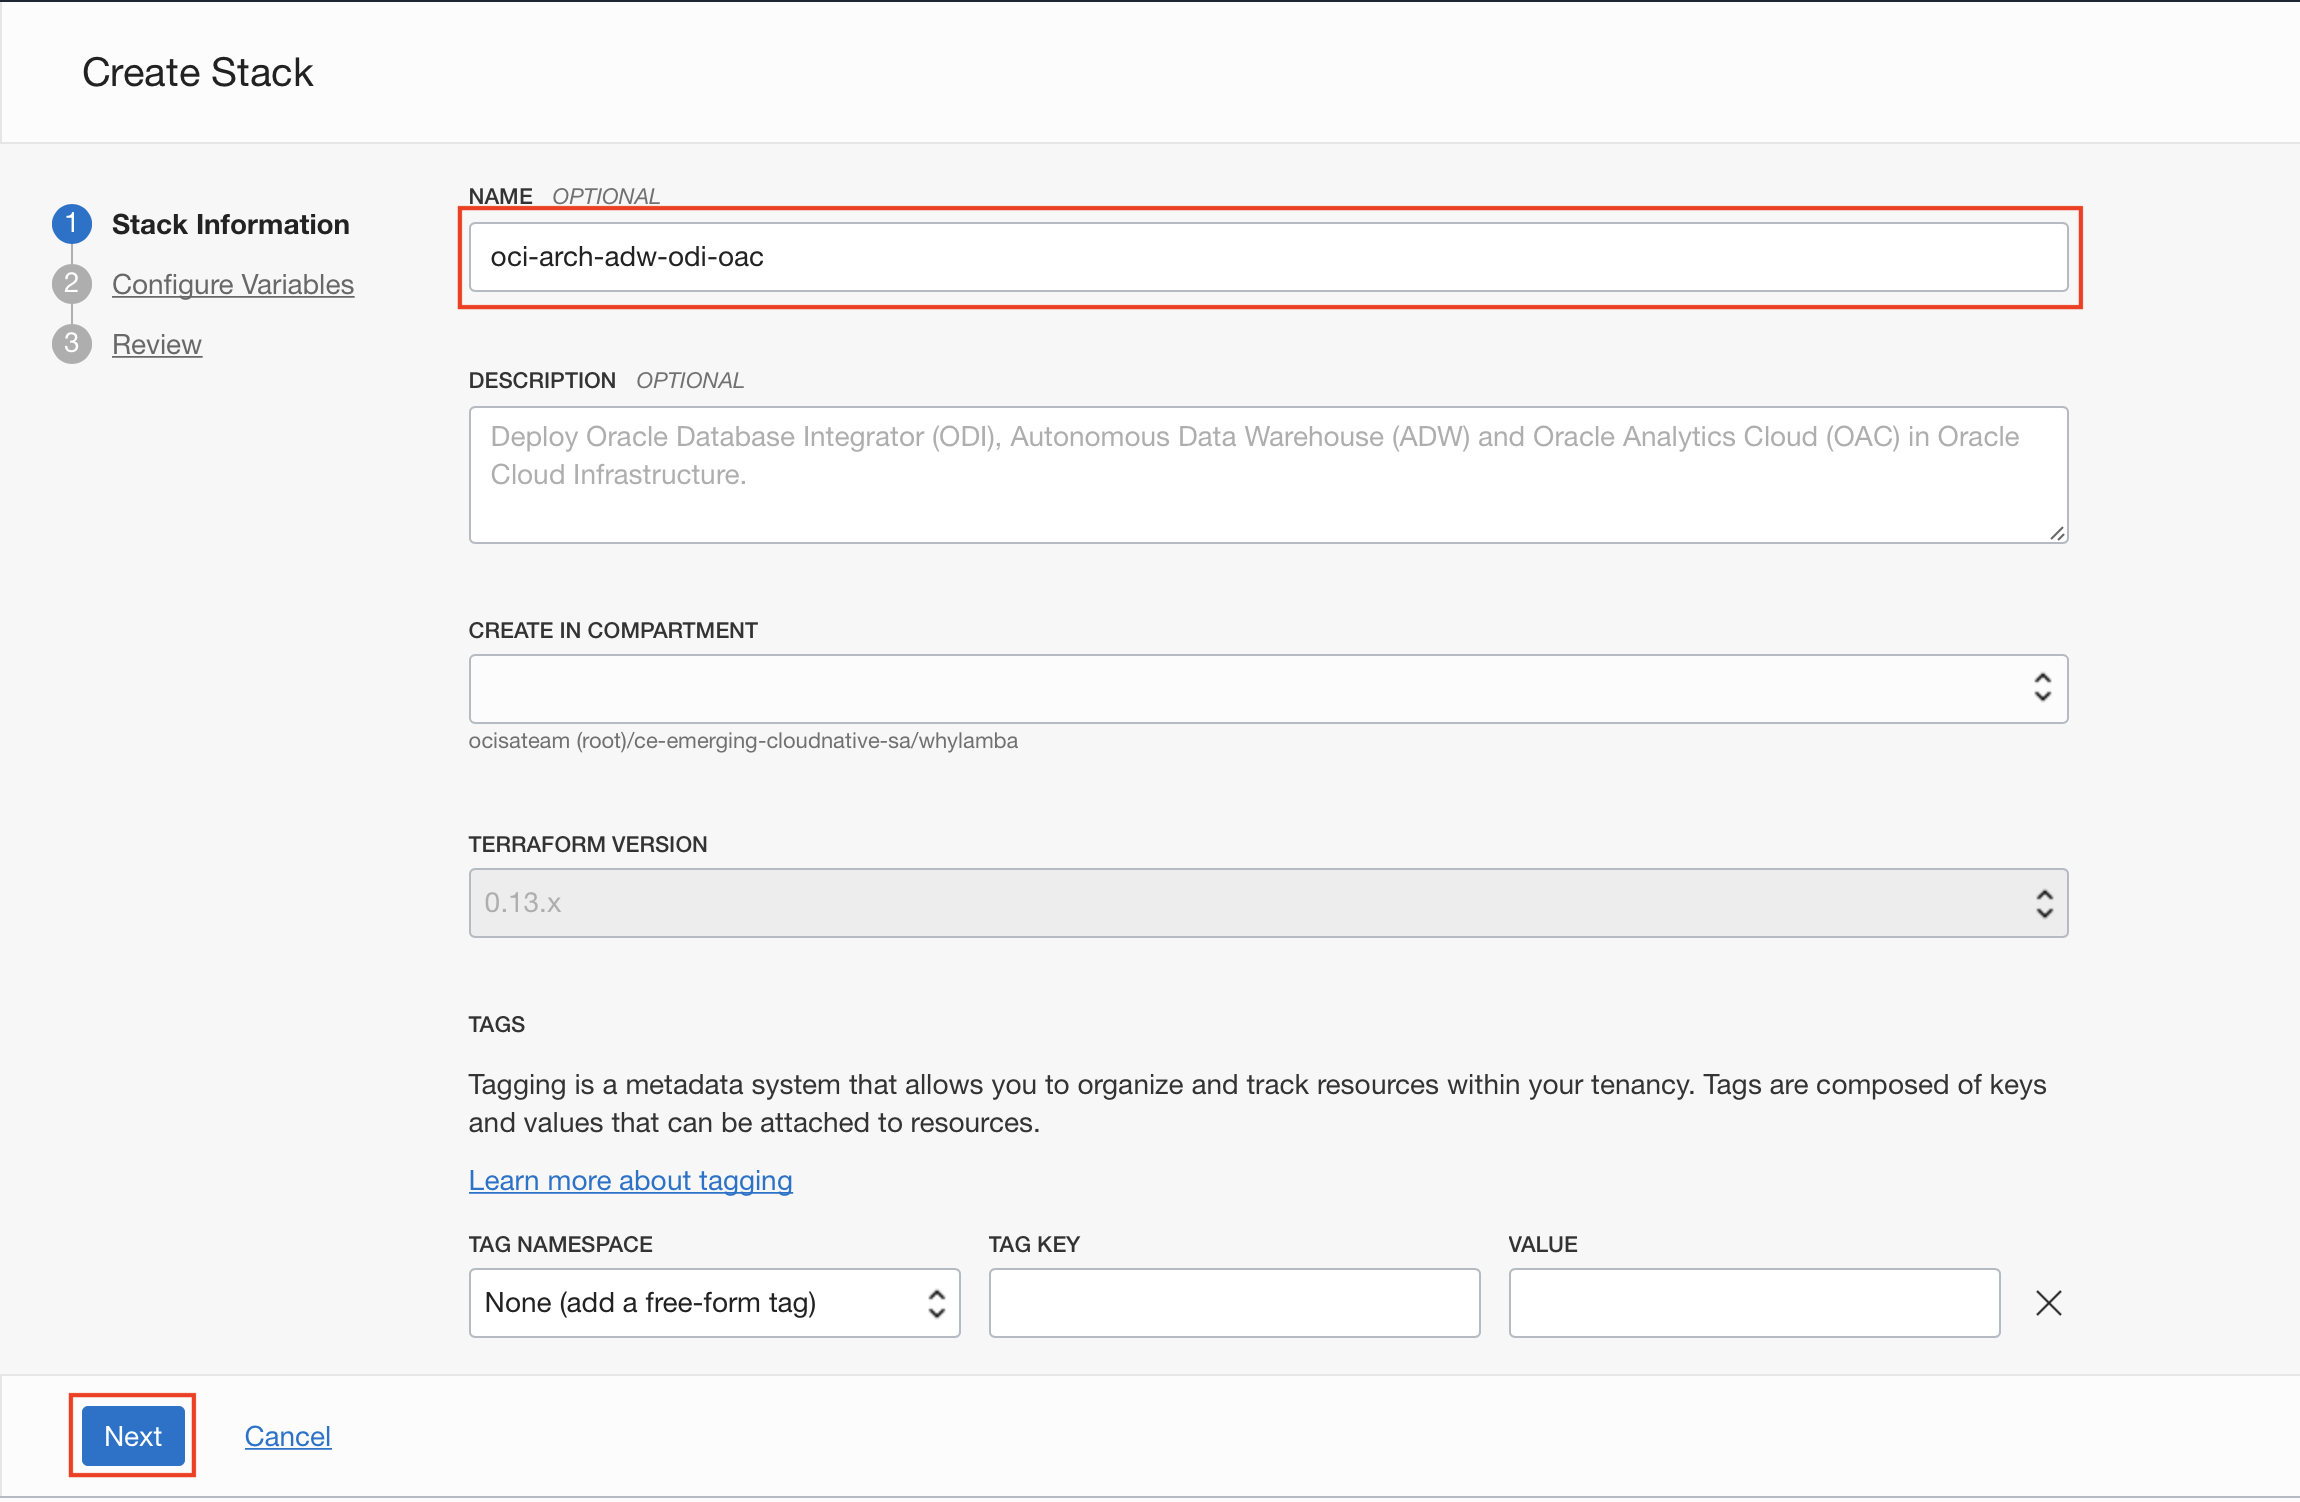 Create Stack
1 Stack Information
2 Configure Variables
3 Review
NAME OPTIONAL
oci-arch-adw-odi-oac
DESCRIPTION OPTIONAL
Deploy Oracle Database Integrator (ODI), Autonomous Data Warehouse (ADW) and Oracle Analytics Cloud (OAC) in Oracle
Cloud Infrastructure.
CREATE IN COMPARTMENT
ocisateam (root)/ce-emerging-cloudnative-sa/whylamba
TERRAFORM VERSION
0.13.x
TAGS
Tagging is a metadata system that allows you to organize and track resources within your tenancy. Tags are composed of keys
and values that can be attached to resources.
Learn more about tagging
TAG NAMESPACE TAG KEY VALUE
None (add a free-form tag)
Next Cancel